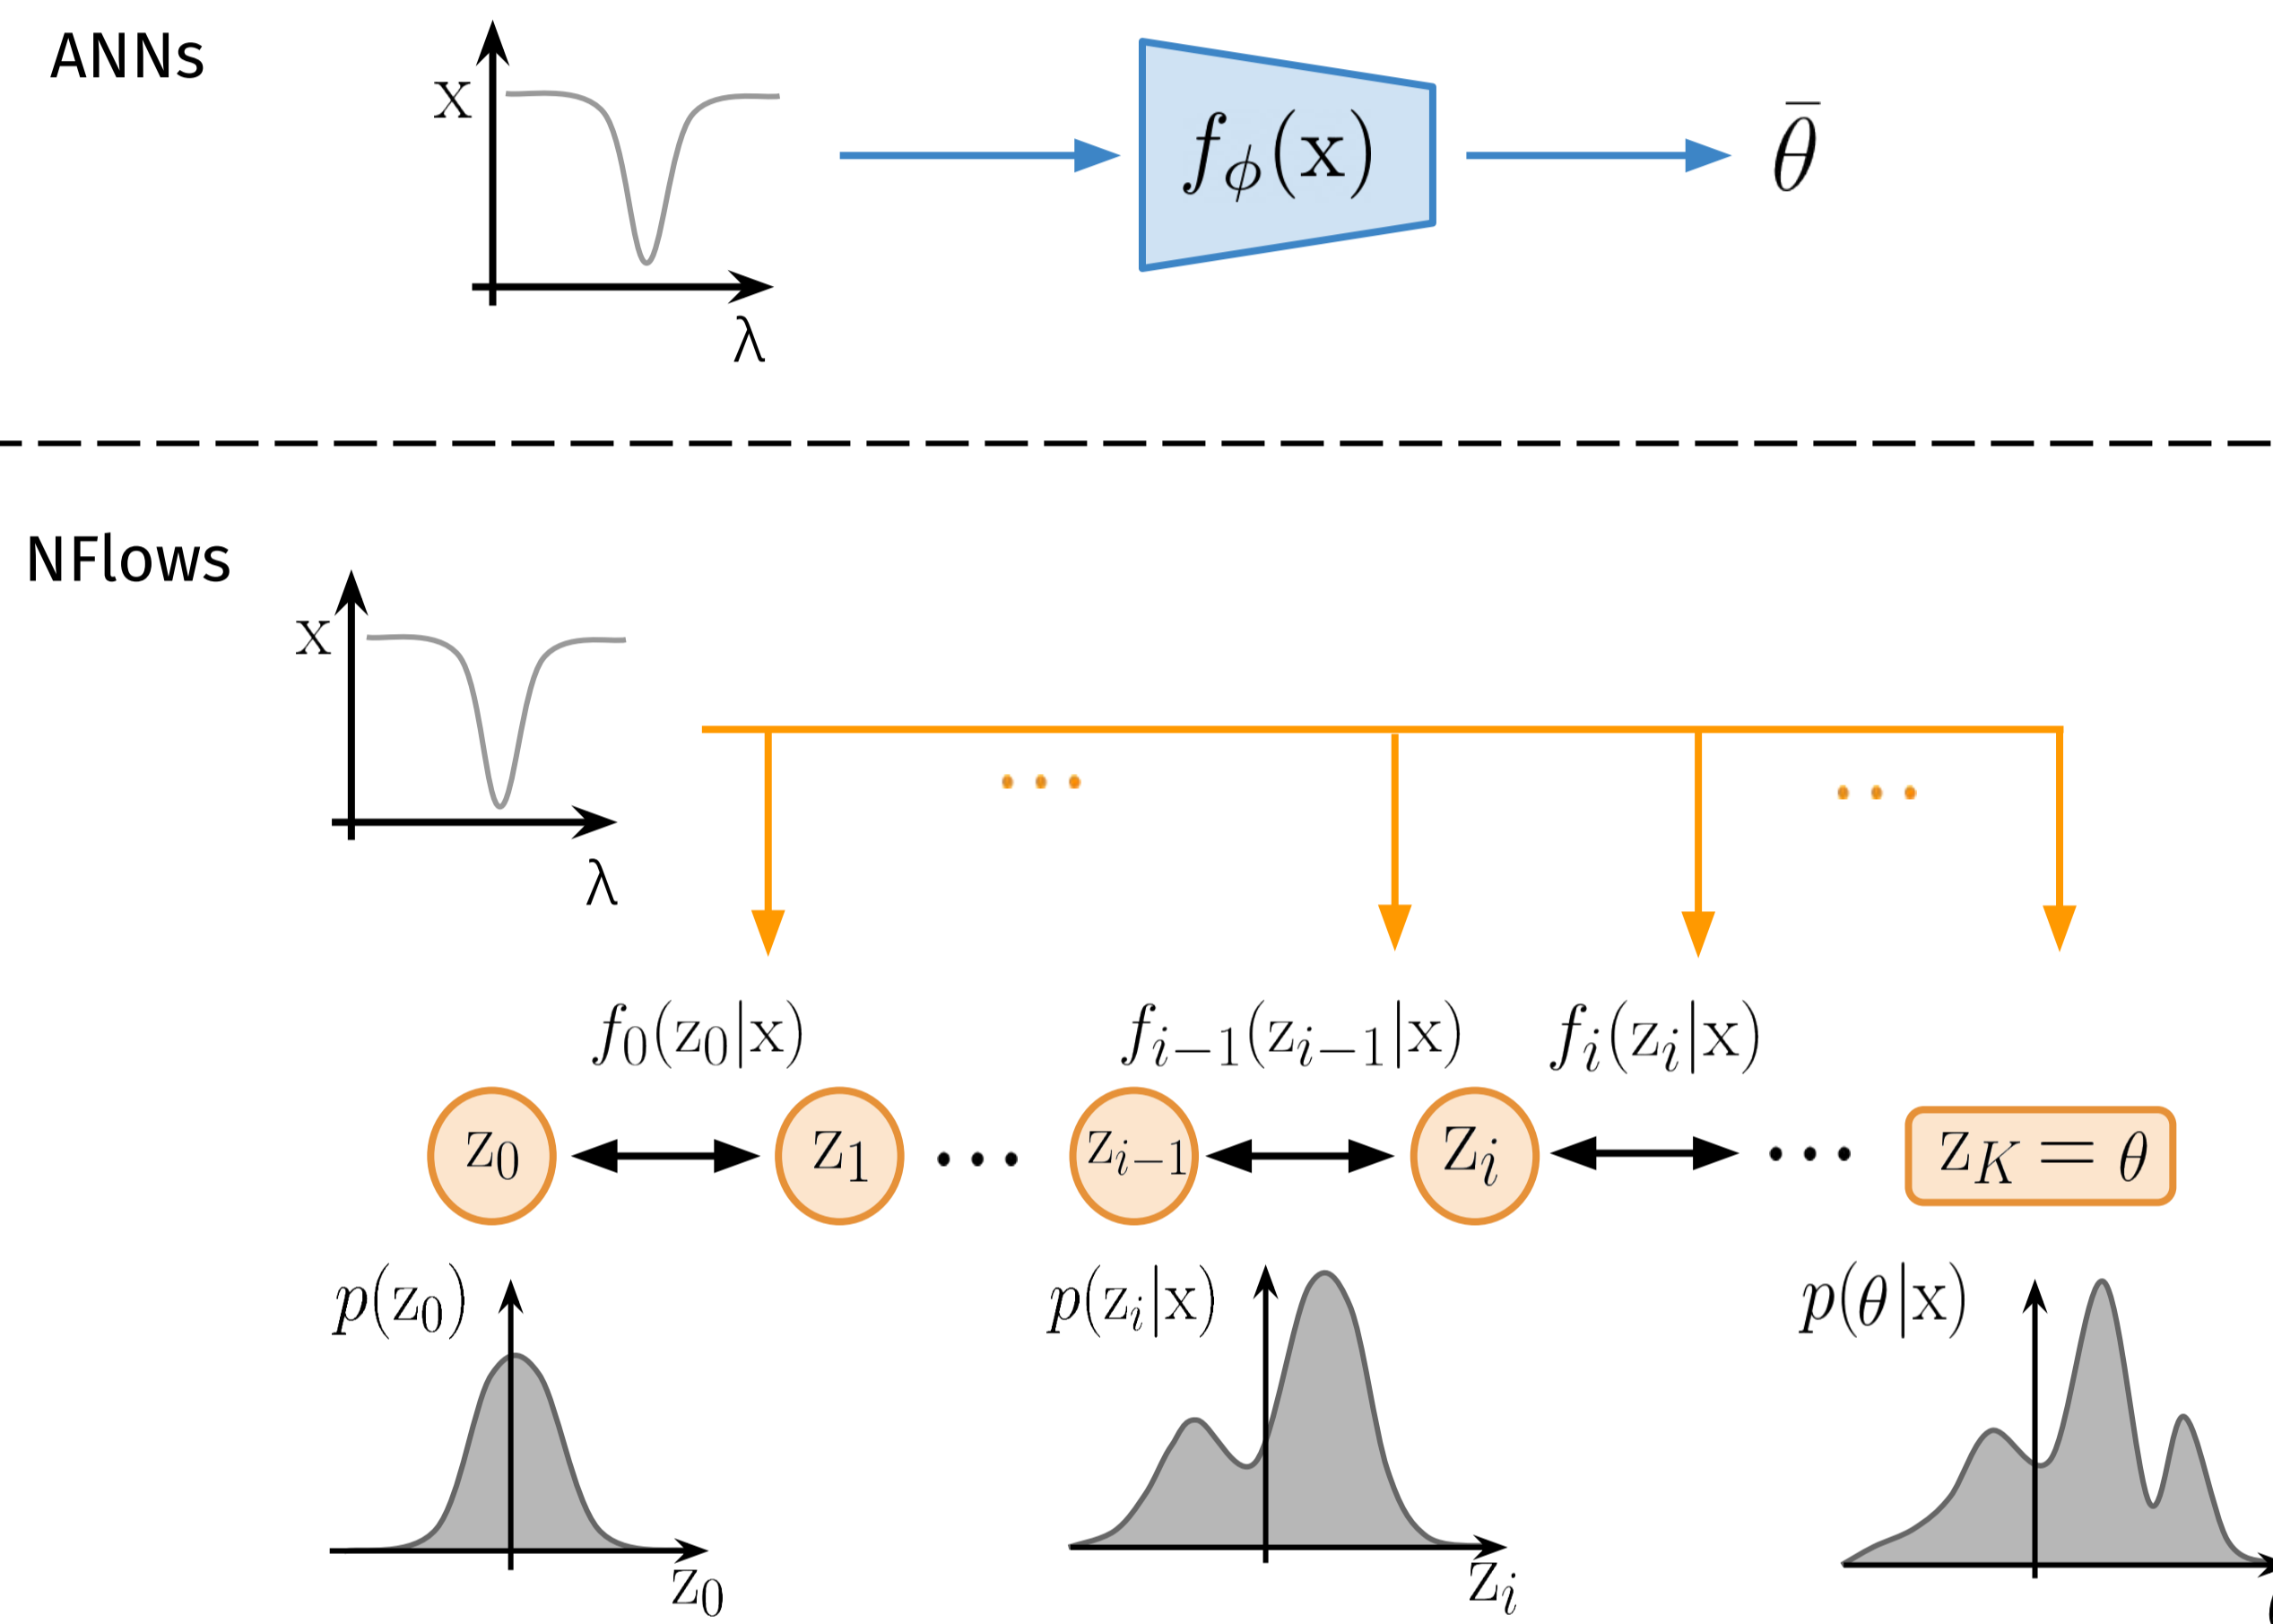 ANNs
x
λ
f_ϕ(x)
θ̅
NFlows
x
λ
f_0(z_0|x)
f_{i−1}(z_{i−1}|x)
f_i(z_i|x)
z_0
z_1
...
z_{i−1}
z_i
...
z_K = θ
p(z_0)
z_0
p(z_i|x)
z_i
p(θ|x)